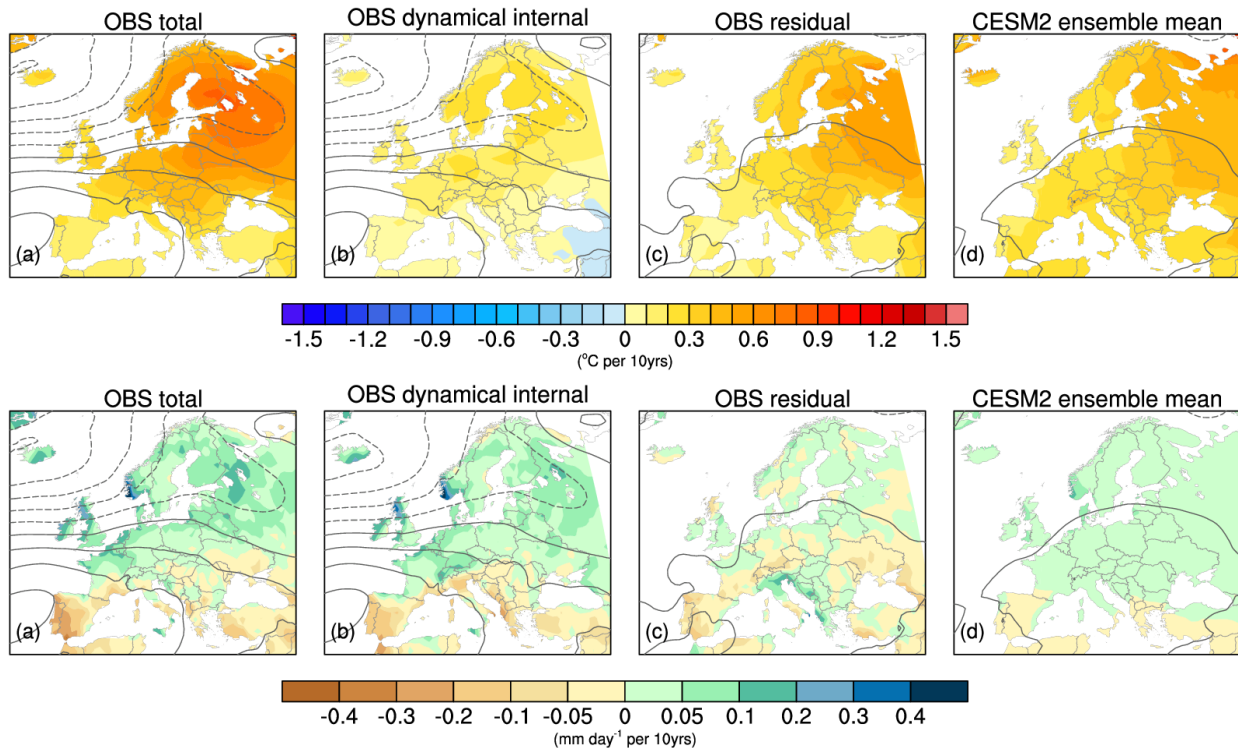 OBS total OBS dynamical internal OBS residual CESM2 ensemble mean
(a) (b) (c) (d)
-1.5 -1.2 -0.9 -0.6 -0.3 0 0.3 0.6 0.9 1.2 1.5
(°C per 10yrs)
OBS total OBS dynamical internal OBS residual CESM2 ensemble mean
(a) (b) (c) (d)
-0.4 -0.3 -0.2 -0.1 -0.05 0 0.05 0.1 0.2 0.3 0.4
(mm day⁻¹ per 10yrs)